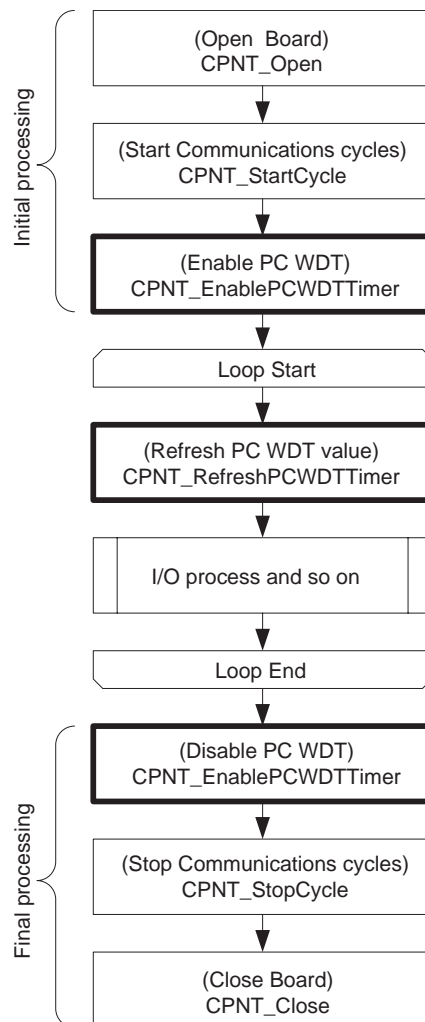 Initial processing
(Open Board)
CPNT_Open
(Start Communications cycles)
CPNT_StartCycle
(Enable PC WDT)
CPNT_EnablePCWDTTimer
Loop Start
(Refresh PC WDT value)
CPNT_RefreshPCWDTTimer
I/O process and so on
Loop End
Final processing
(Disable PC WDT)
CPNT_EnablePCWDTTimer
(Stop Communications cycles)
CPNT_StopCycle
(Close Board)
CPNT_Close